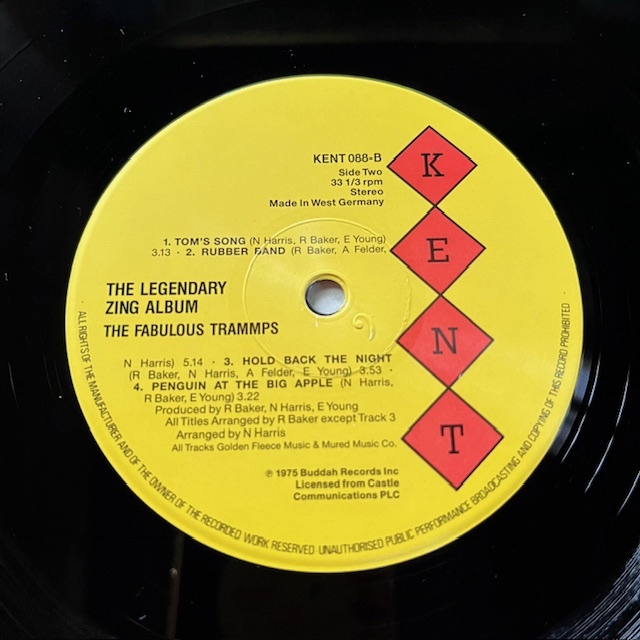 KENT 088-B
Side Two
33 1/3 rpm
Stereo
Made In West Germany
K
E
N
T
1. TOM'S SONG (N Harris, R Baker, E Young)
3.13 · 2. RUBBER BAND (R Baker, A Felder,
THE LEGENDARY
ZING ALBUM
THE FABULOUS TRAMMPS
N Harris) 5.14 · 3. HOLD BACK THE NIGHT
(R Baker, N Harris, A Felder, E Young) 3.53 ·
4. PENGUIN AT THE BIG APPLE (N Harris,
R Baker, E Young) 3.22
Produced by R Baker, N Harris, E Young
All Titles Arranged by R Baker except Track 3
Arranged by N Harris
All Tracks Golden Fleece Music & Mured Music Co.
℗ 1975 Buddah Records Inc
Licensed from Castle
Communications PLC
ALL RIGHTS OF THE MANUFACTURER AND OF THE OWNER OF THE RECORDED WORK RESERVED UNAUTHORISED PUBLIC PERFORMANCE BROADCASTING AND COPYING OF THIS RECORD PROHIBITED